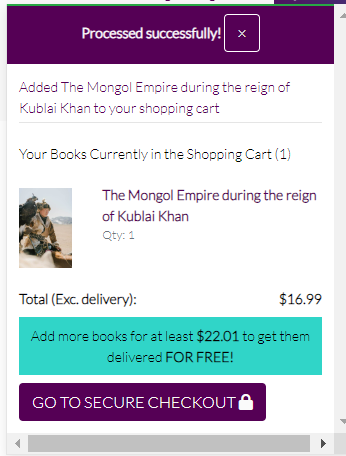 Processed successfully! ×
Added The Mongol Empire during the reign of
Kublai Khan to your shopping cart
Your Books Currently in the Shopping Cart (1)
The Mongol Empire during the reign
of Kublai Khan
Qty: 1
Total (Exc. delivery): $16.99
Add more books for at least $22.01 to get them
delivered FOR FREE!
GO TO SECURE CHECKOUT